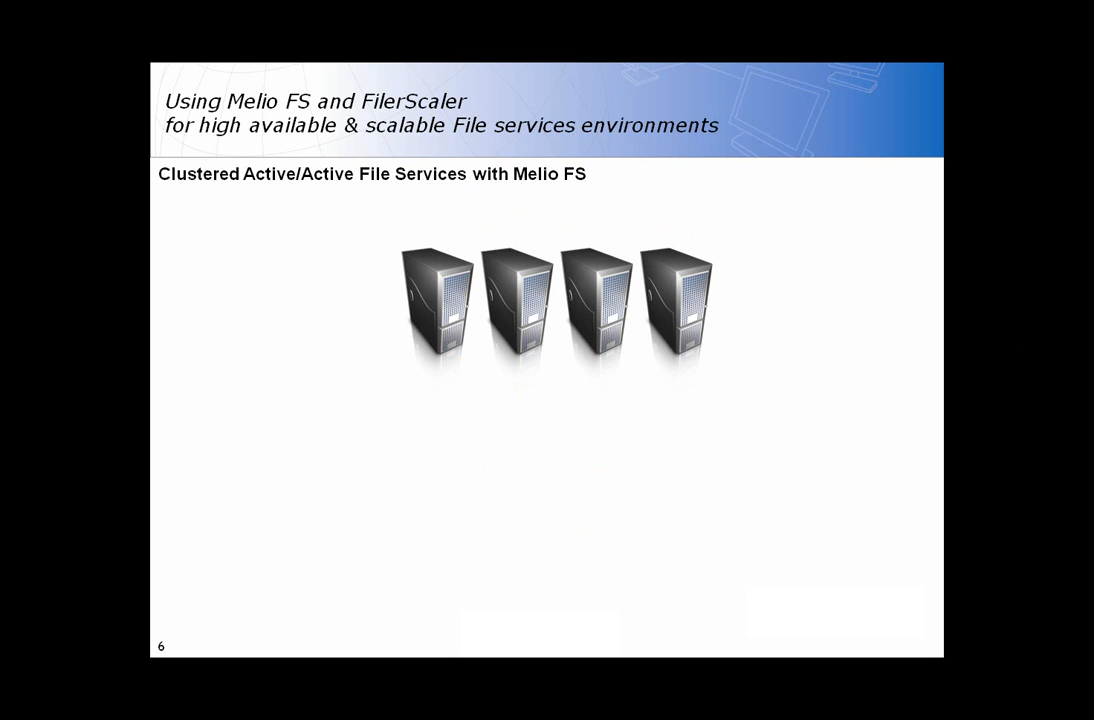 Using Melio FS and FilerScaler
for high available & scalable File services environments
Clustered Active/Active File Services with Melio FS
6